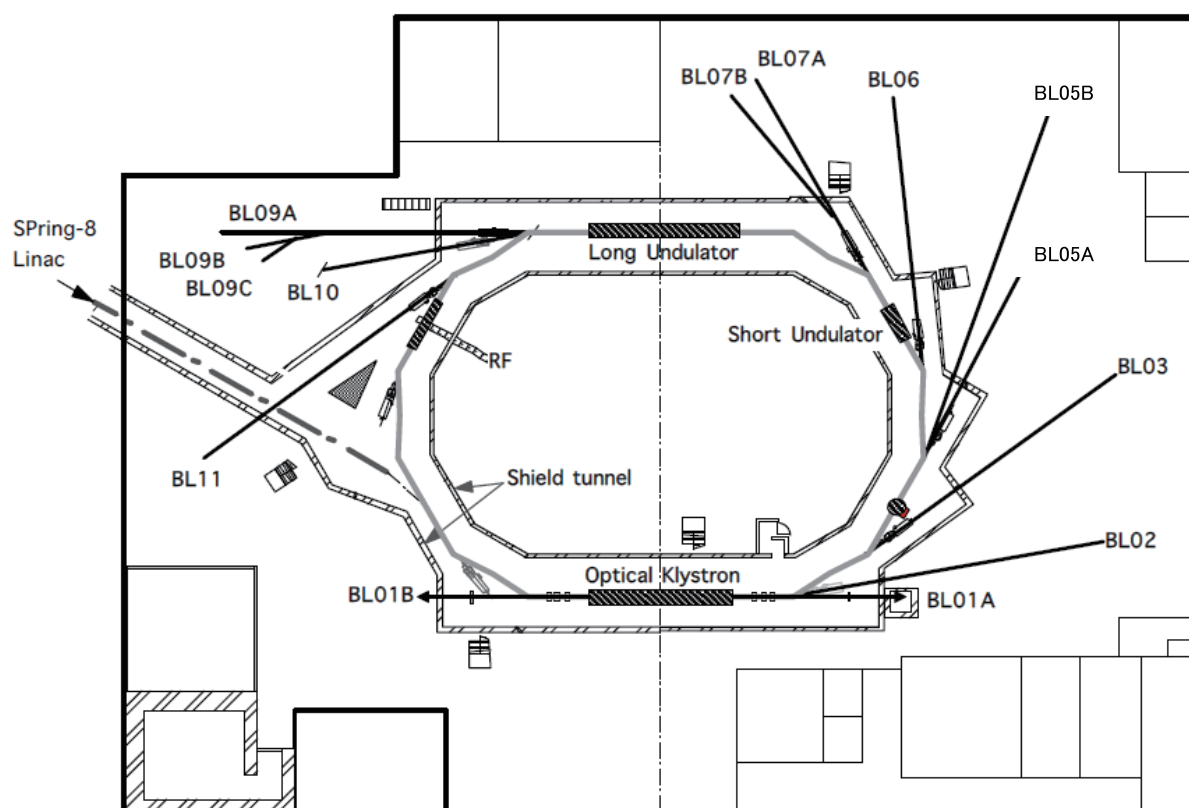 BL07A
BL07B
BL06
BL05B
BL09A
SPring-8
Linac
BL09B
BL09C
BL10
Long Undulator
BL05A
Short Undulator
RF
BL03
BL11
Shield tunnel
BL02
Optical Klystron
BL01B
BL01A